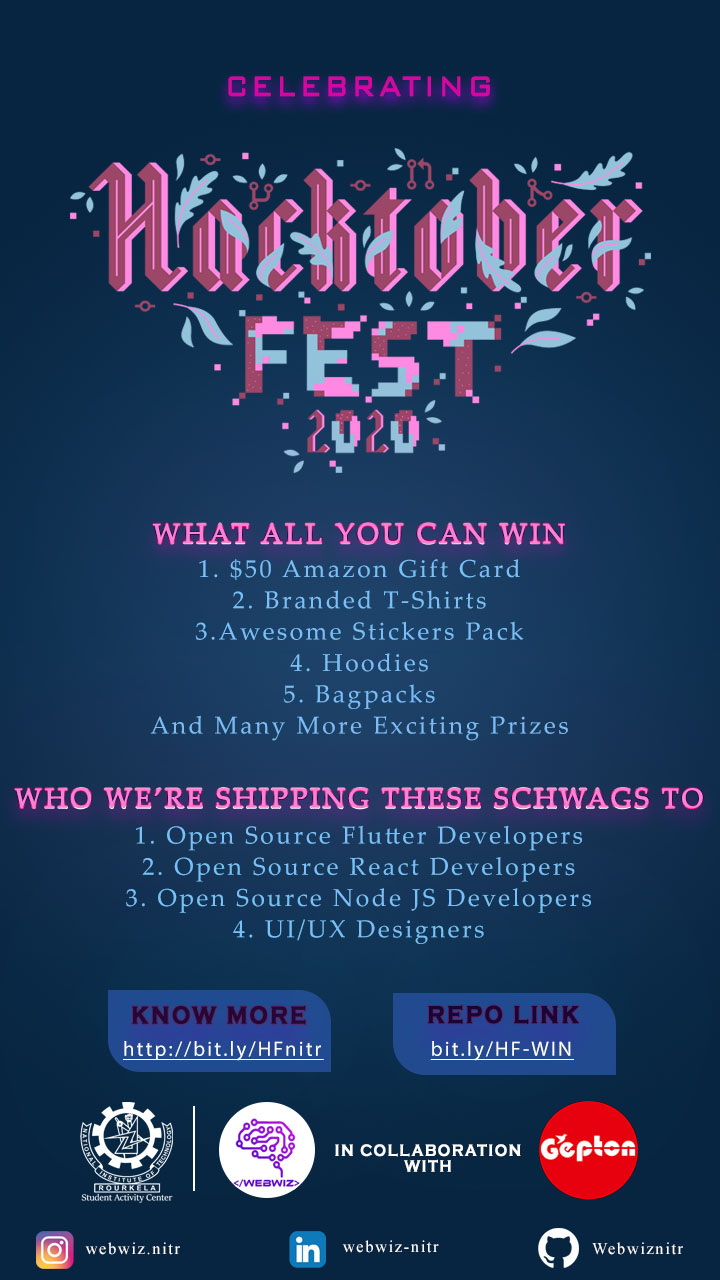 CELEBRATING
Hacktober
FEST
2020
WHAT ALL YOU CAN WIN
1. $50 Amazon Gift Card
2. Branded T-Shirts
3.Awesome Stickers Pack
4. Hoodies
5. Bagpacks
And Many More Exciting Prizes
WHO WE'RE SHIPPING THESE SCHWAGS TO
1. Open Source Flutter Developers
2. Open Source React Developers
3. Open Source Node JS Developers
4. UI/UX Designers
KNOW MORE
http://bit.ly/HFnitr
REPO LINK
bit.ly/HF-WIN
NATIONAL INSTITUTE OF TECHNOLOGY
ROURKELA
Student Activity Center
</WEBWIZ>
IN COLLABORATION
WITH
Gepton
webwiz.nitr
in
webwiz-nitr
Webwiznitr